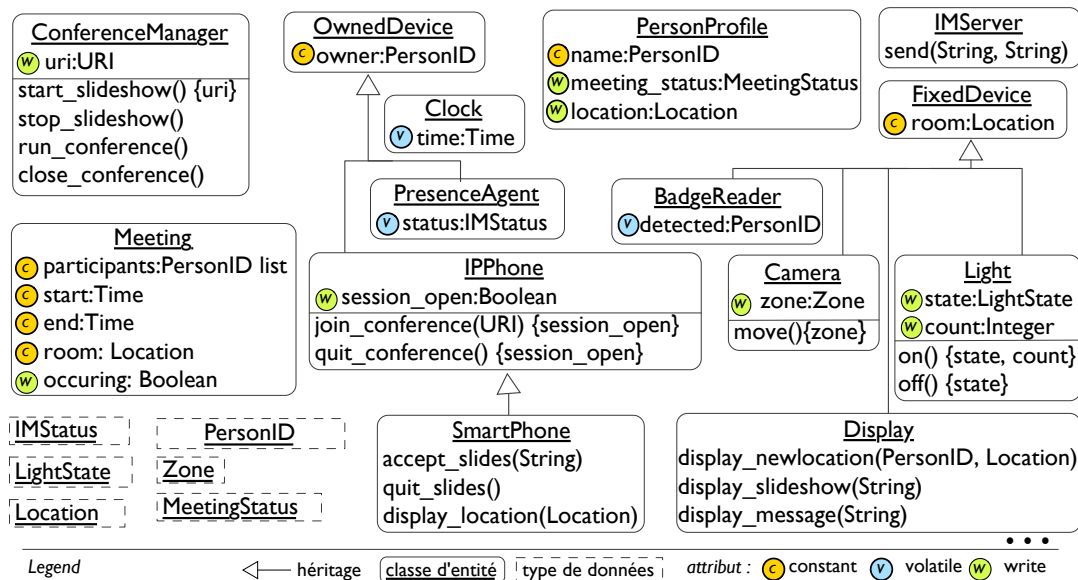 ConferenceManager
W uri:URI
start_slideshow() {uri}
stop_slideshow()
run_conference()
close_conference()
OwnedDevice
C owner:PersonID
PersonProfile
C name:PersonID
W meeting_status:MeetingStatus
W location:Location
IMServer
send(String, String)
Clock
V time:Time
FixedDevice
C room:Location
PresenceAgent
V status:IMStatus
BadgeReader
V detected:PersonID
Meeting
C participants:PersonID list
C start:Time
C end:Time
C room: Location
W occuring: Boolean
IPPhone
W session_open:Boolean
join_conference(URI) {session_open}
quit_conference() {session_open}
Camera
W zone:Zone
move(){zone}
Light
W state:LightState
W count:Integer
on() {state, count}
off() {state}
IMStatus
PersonID
LightState
Zone
Location
MeetingStatus
SmartPhone
accept_slides(String)
quit_slides()
display_location(Location)
Display
display_newlocation(PersonID, Location)
display_slideshow(String)
display_message(String)
• • •
Legend héritage classe d'entité type de données attribut : C constant V volatile W write